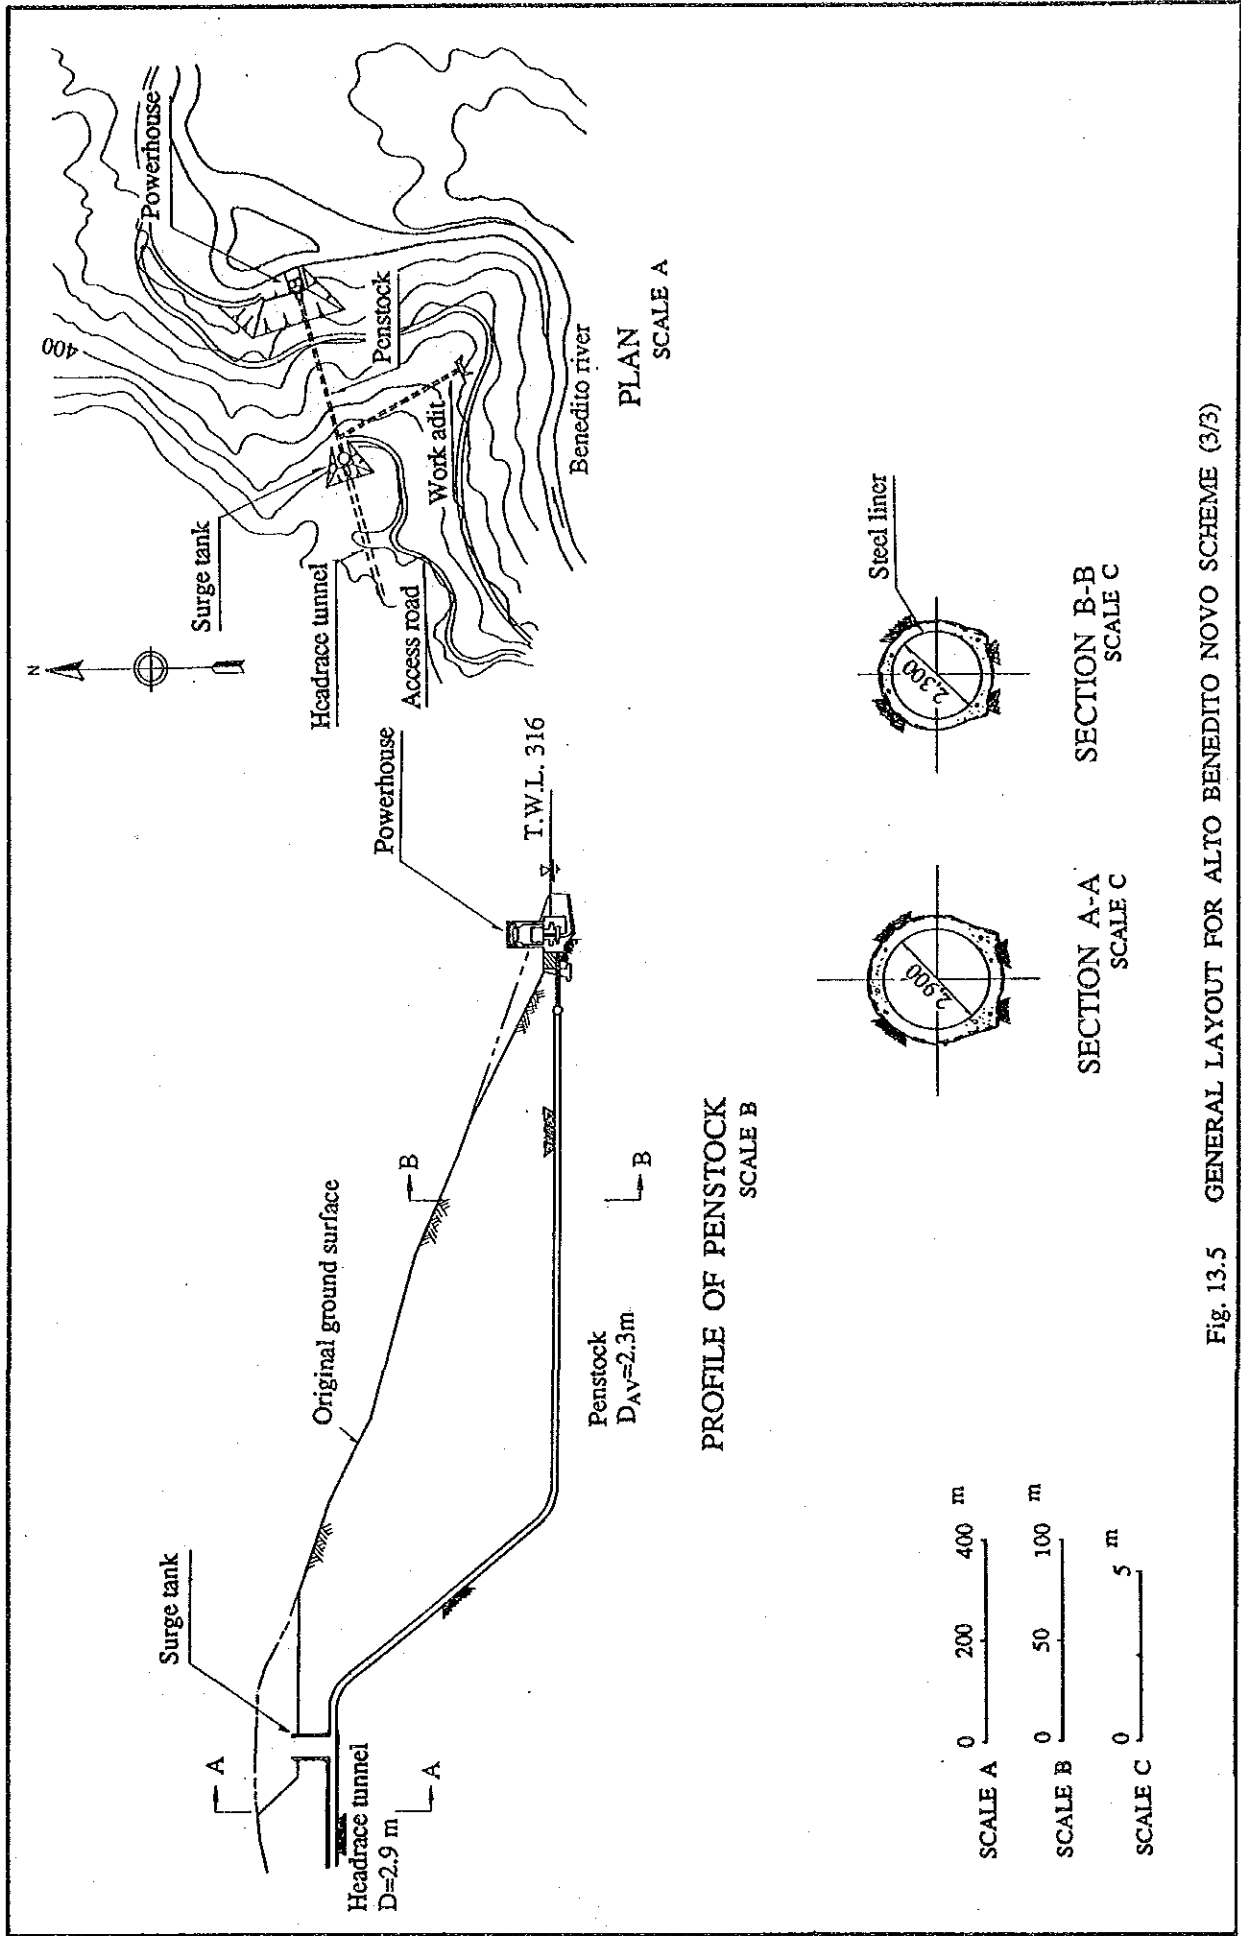 Surge tank
Original ground surface
Powerhouse
T.W.L. 316
A
A
B
B
Headrace tunnel
D=2.9 m
Penstock
DAV=2.3m
PROFILE OF PENSTOCK
SCALE B
N
400
Powerhouse
Surge tank
Penstock
Headrace tunnel
Work adit
Access road
Benedito river
PLAN
SCALE A
SCALE A
0 200 400 m
SCALE B
0 50 100 m
SCALE C
0 5 m
2,900
SECTION A-A
SCALE C
Steel liner
2,300
SECTION B-B
SCALE C
Fig. 13.5 GENERAL LAYOUT FOR ALTO BENEDITO NOVO SCHEME (3/3)